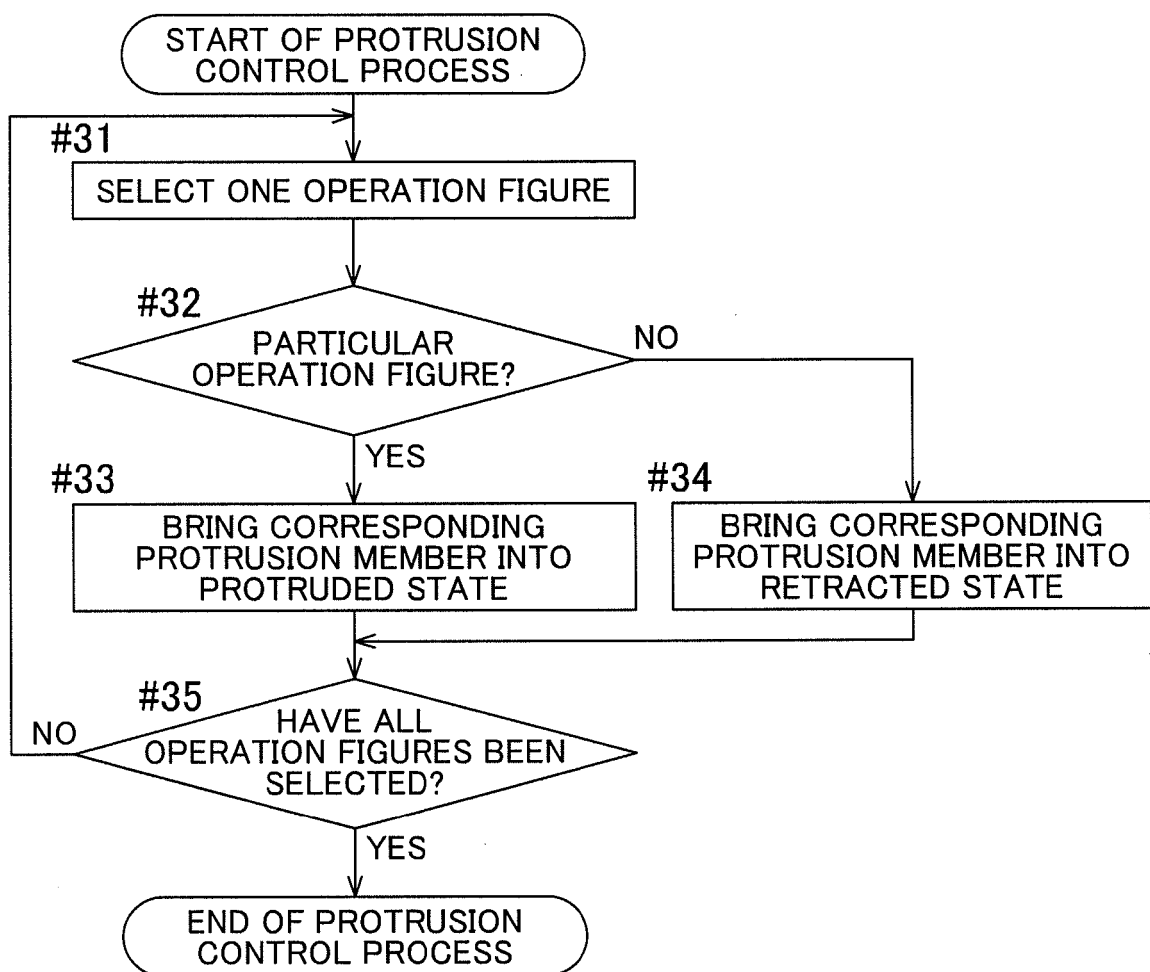 START OF PROTRUSION
CONTROL PROCESS
#31
SELECT ONE OPERATION FIGURE
#32
PARTICULAR
OPERATION FIGURE?
NO
YES
#33
BRING CORRESPONDING
PROTRUSION MEMBER INTO
PROTRUDED STATE
#34
BRING CORRESPONDING
PROTRUSION MEMBER INTO
RETRACTED STATE
#35
HAVE ALL
OPERATION FIGURES BEEN
SELECTED?
NO
YES
END OF PROTRUSION
CONTROL PROCESS